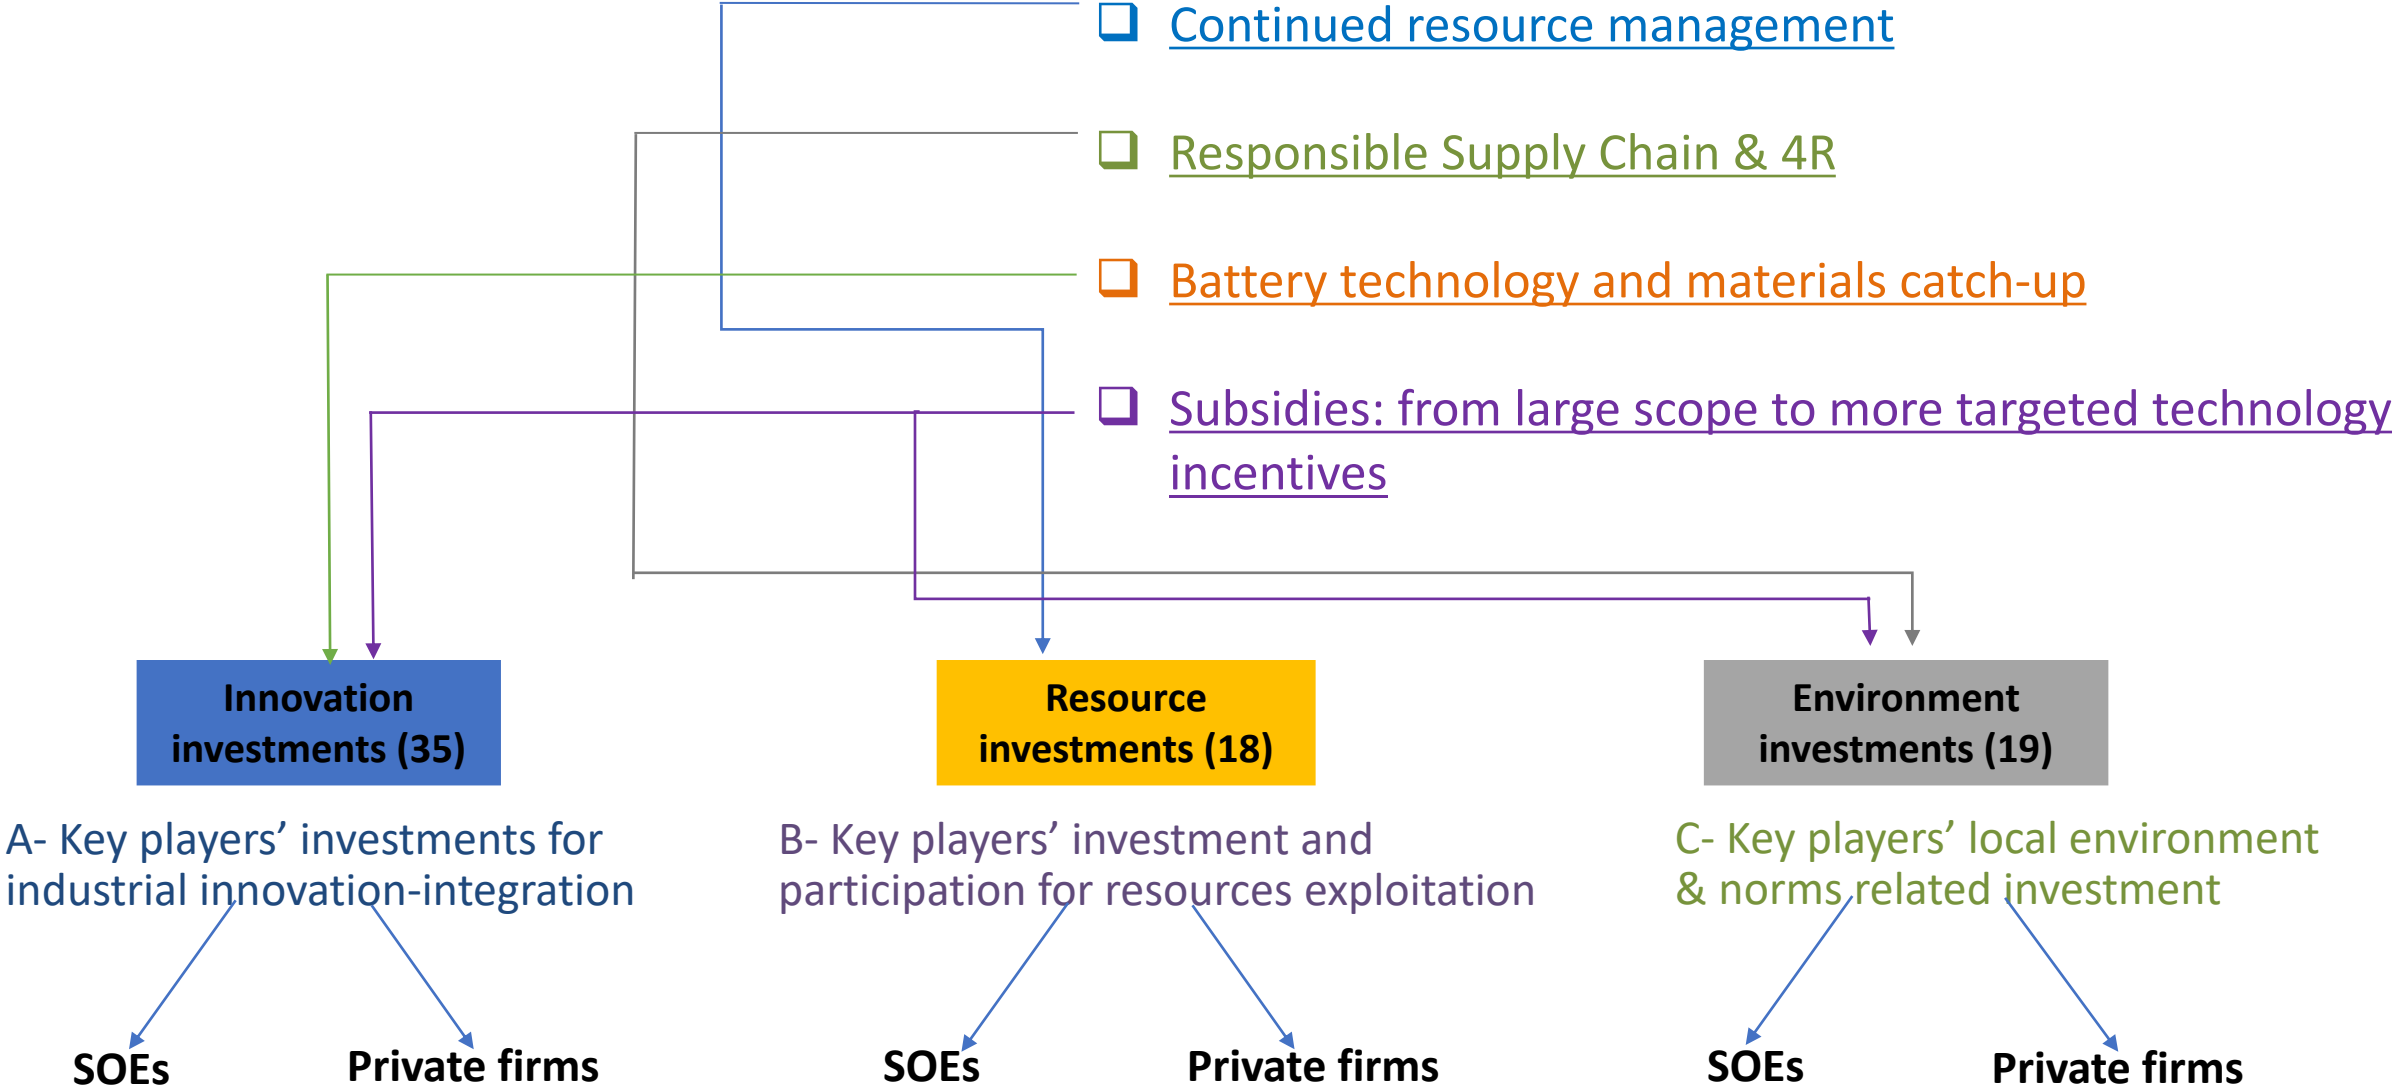 Continued resource management
Responsible Supply Chain & 4R
Battery technology and materials catch-up
Subsidies: from large scope to more targeted technology
incentives
Innovation
investments (35)
Resource
investments (18)
Environment
investments (19)
A- Key players’ investments for
industrial innovation-integration
B- Key players’ investment and
participation for resources exploitation
C- Key players’ local environment
& norms related investment
SOEs
Private firms
SOEs
Private firms
SOEs
Private firms